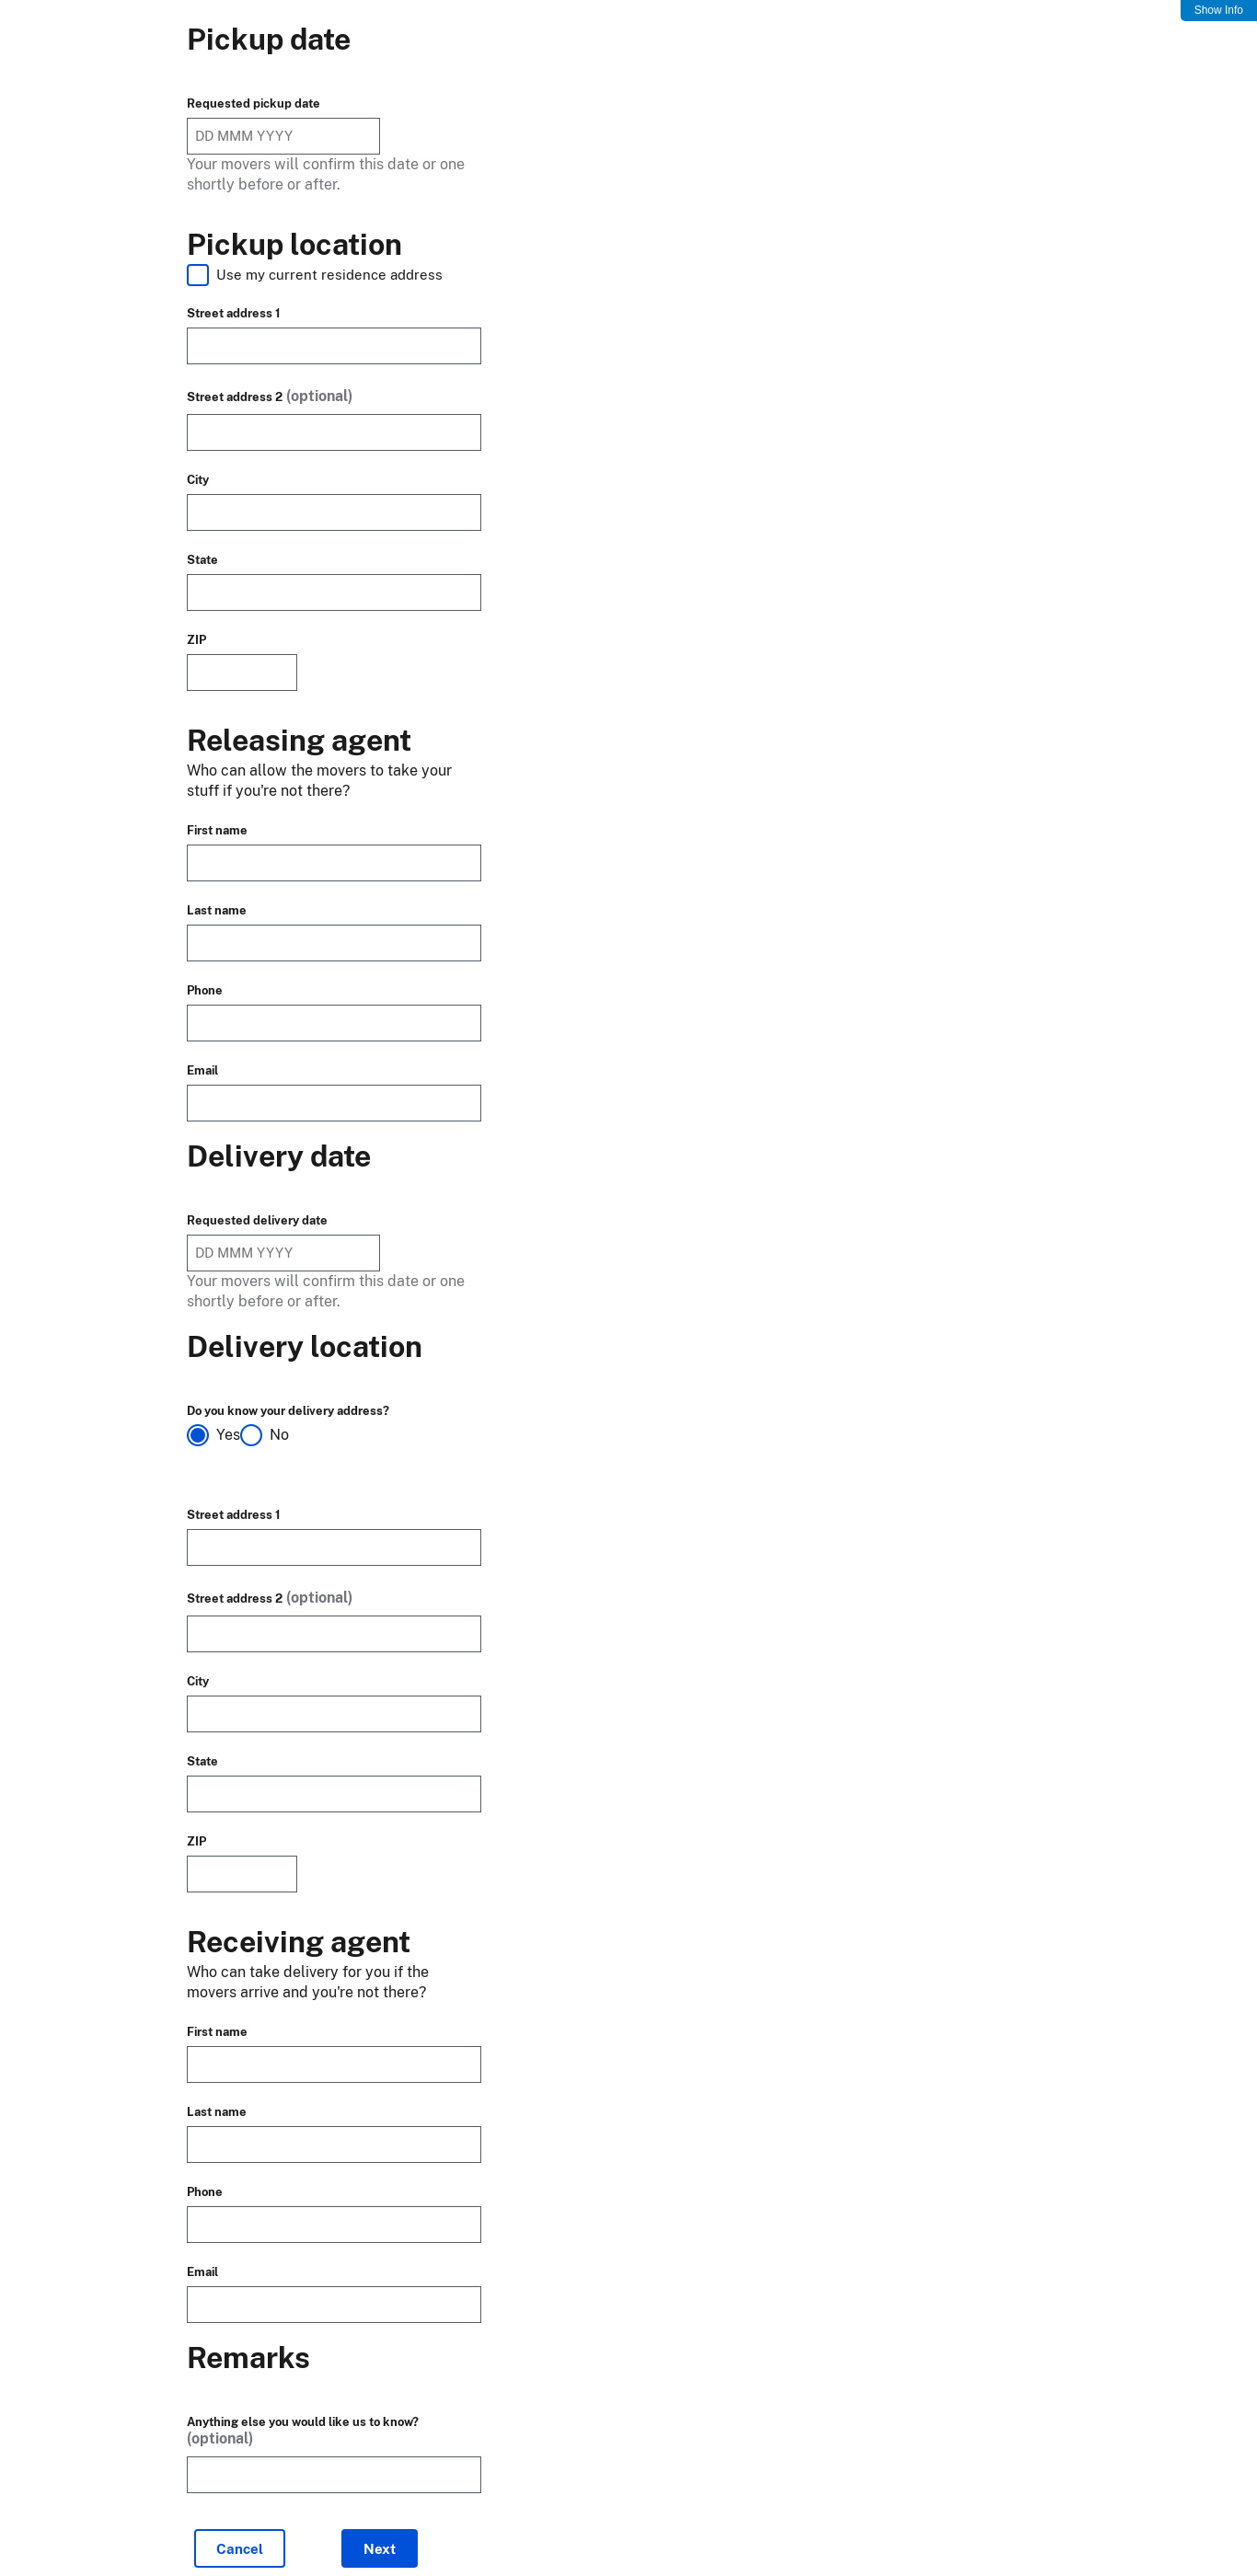 Show Info
Pickup date
Requested pickup date
DD MMM YYYY
Your movers will confirm this date or one
shortly before or after.
Pickup location
Use my current residence address
Street address 1
Street address 2 (optional)
City
State
ZIP
Releasing agent
Who can allow the movers to take your
stuff if you're not there?
First name
Last name
Phone
Email
Delivery date
Requested delivery date
DD MMM YYYY
Your movers will confirm this date or one
shortly before or after.
Delivery location
Do you know your delivery address?
Yes No
Street address 1
Street address 2 (optional)
City
State
ZIP
Receiving agent
Who can take delivery for you if the
movers arrive and you're not there?
First name
Last name
Phone
Email
Remarks
Anything else you would like us to know?
(optional)
Cancel Next